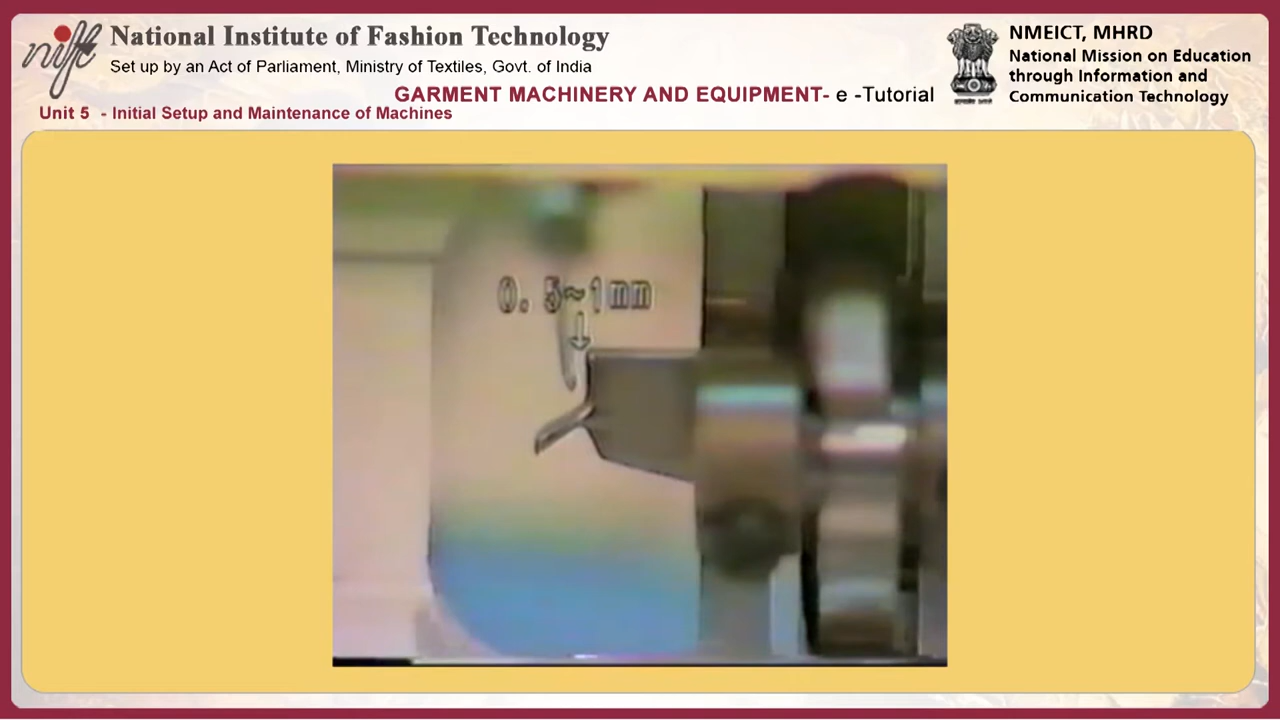 nift
National Institute of Fashion Technology
Set up by an Act of Parliament, Ministry of Textiles, Govt. of India
NMEICT, MHRD
National Mission on Education
through Information and
Communication Technology
GARMENT MACHINERY AND EQUIPMENT- e -Tutorial
Unit 5 - Initial Setup and Maintenance of Machines
0.5~1mm
↓